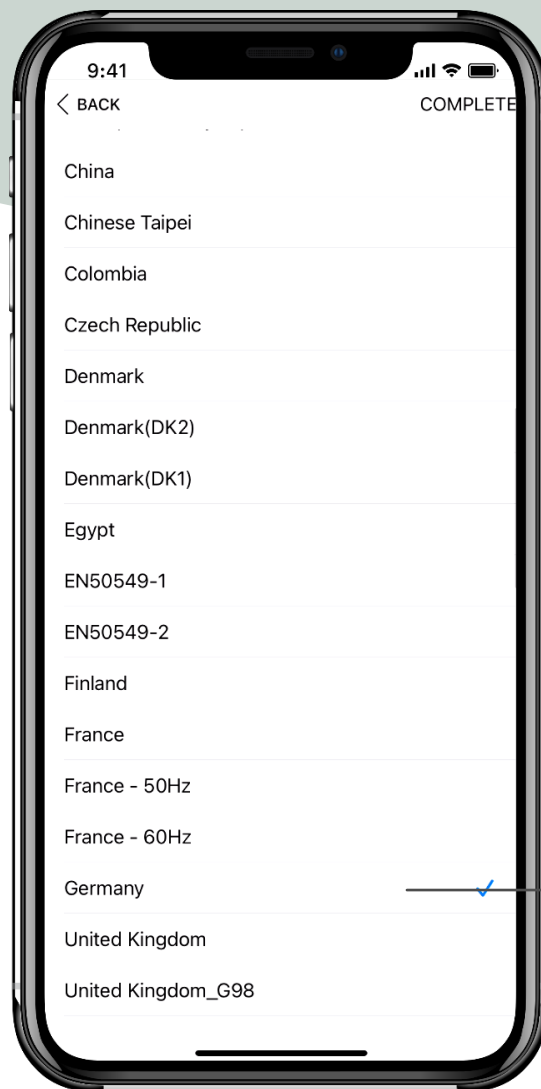 9:41
BACK
COMPLETE
China
Chinese Taipei
Colombia
Czech Republic
Denmark
Denmark(DK2)
Denmark(DK1)
Egypt
EN50549-1
EN50549-2
Finland
France
France - 50Hz
France - 60Hz
Germany
United Kingdom
United Kingdom_G98